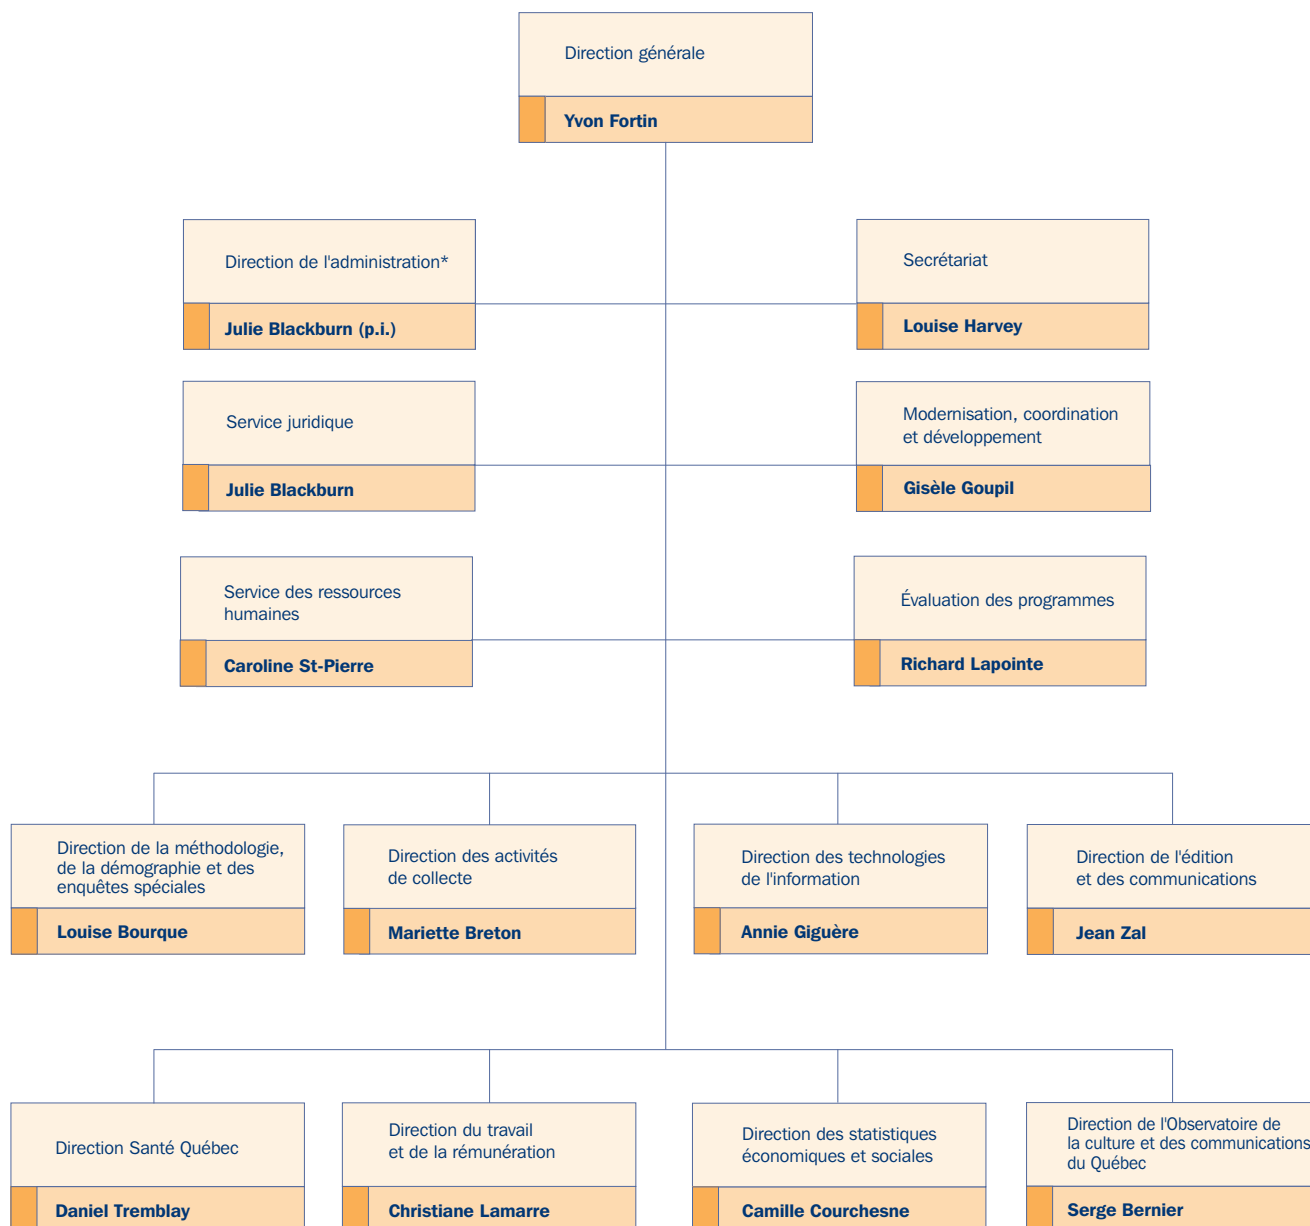 Direction générale
Yvon Fortin
Direction de l'administration*
Julie Blackburn (p.i.)
Secrétariat
Louise Harvey
Service juridique
Julie Blackburn
Modernisation, coordination
et développement
Gisèle Goupil
Service des ressources
humaines
Caroline St-Pierre
Évaluation des programmes
Richard Lapointe
Direction de la méthodologie,
de la démographie et des
enquêtes spéciales
Louise Bourque
Direction des activités
de collecte
Mariette Breton
Direction des technologies
de l'information
Annie Giguère
Direction de l'édition
et des communications
Jean Zal
Direction Santé Québec
Daniel Tremblay
Direction du travail
et de la rémunération
Christiane Lamarre
Direction des statistiques
économiques et sociales
Camille Courchesne
Direction de l'Observatoire de
la culture et des communications
du Québec
Serge Bernier